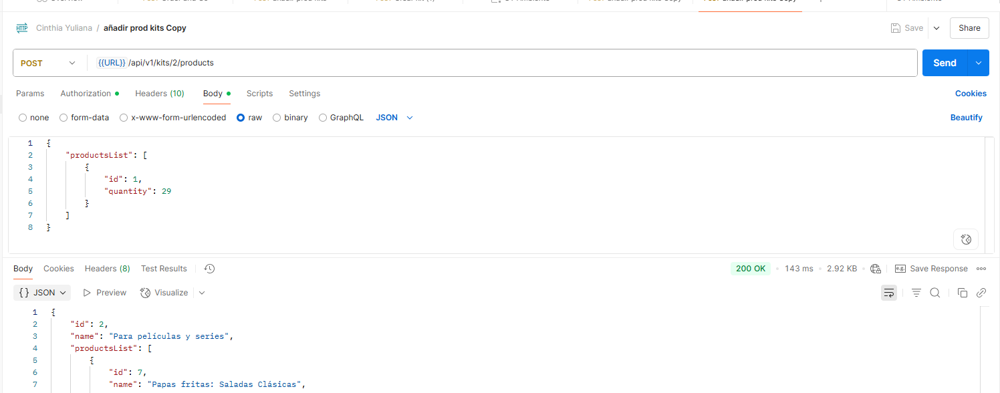 HTTP Cinthia Yuliana / añadir prod kits Copy Save Share
POST {{URL}} /api/v1/kits/2/products Send
Params Authorization Headers (10) Body Scripts Settings Cookies
none form-data x-www-form-urlencoded raw binary GraphQL JSON Beautify
1 {
2 "productsList": [
3 {
4 "id": 1,
5 "quantity": 29
6 }
7 ]
8 }
Body Cookies Headers (8) Test Results 200 OK • 143 ms • 2.92 KB • e.g. Save Response
{} JSON Preview Visualize
1 {
2 "id": 2,
3 "name": "Para películas y series",
4 "productsList": [
5 {
6 "id": 7,
7 "name": "Papas fritas: Saladas Clásicas",